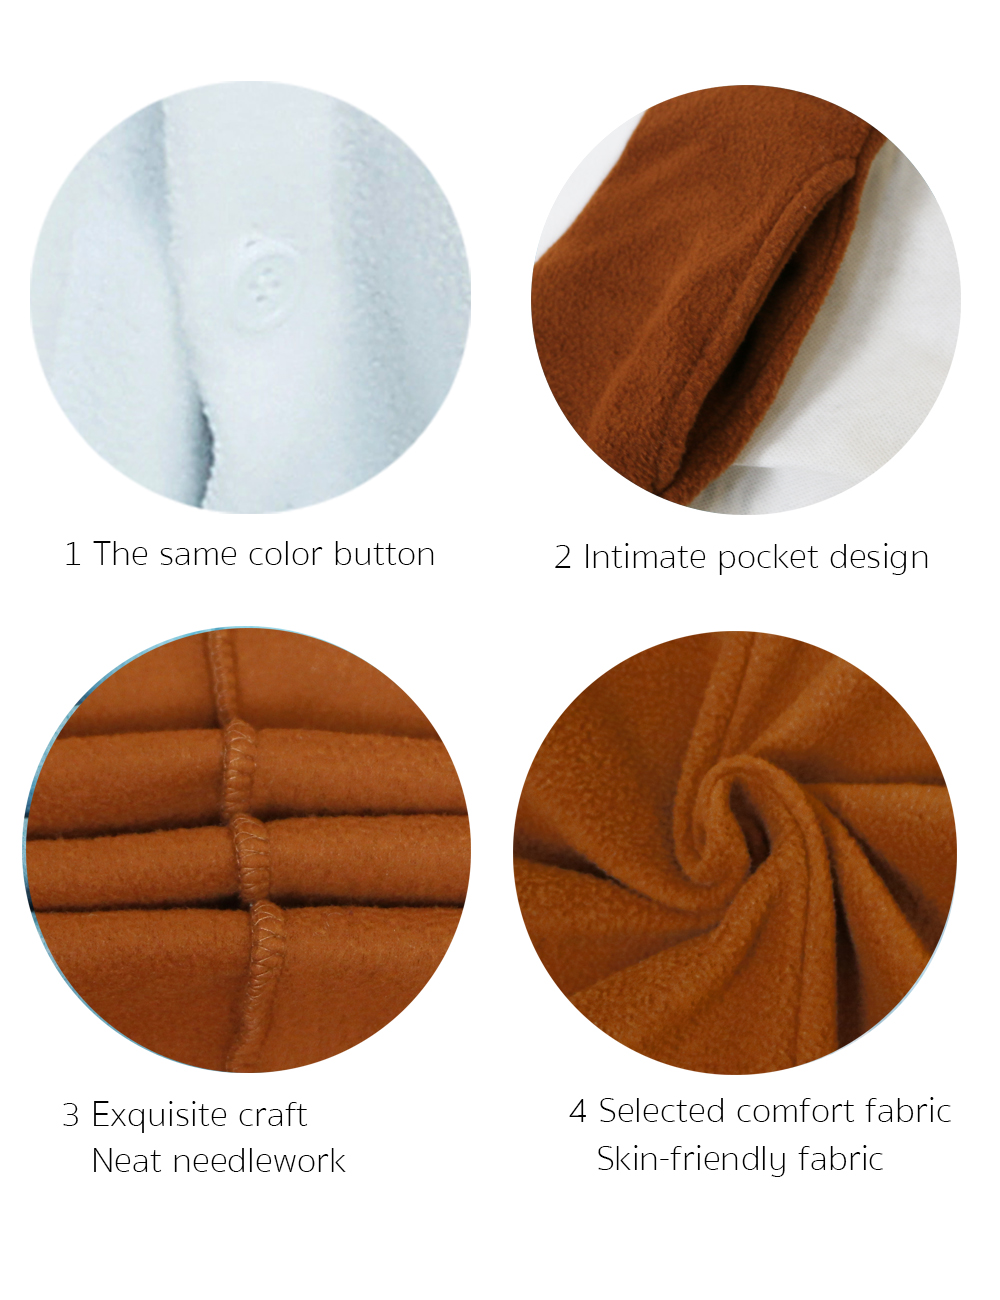 1 The same color button
2 Intimate pocket design
3 Exquisite craft
Neat needlework
4 Selected comfort fabric
Skin-friendly fabric